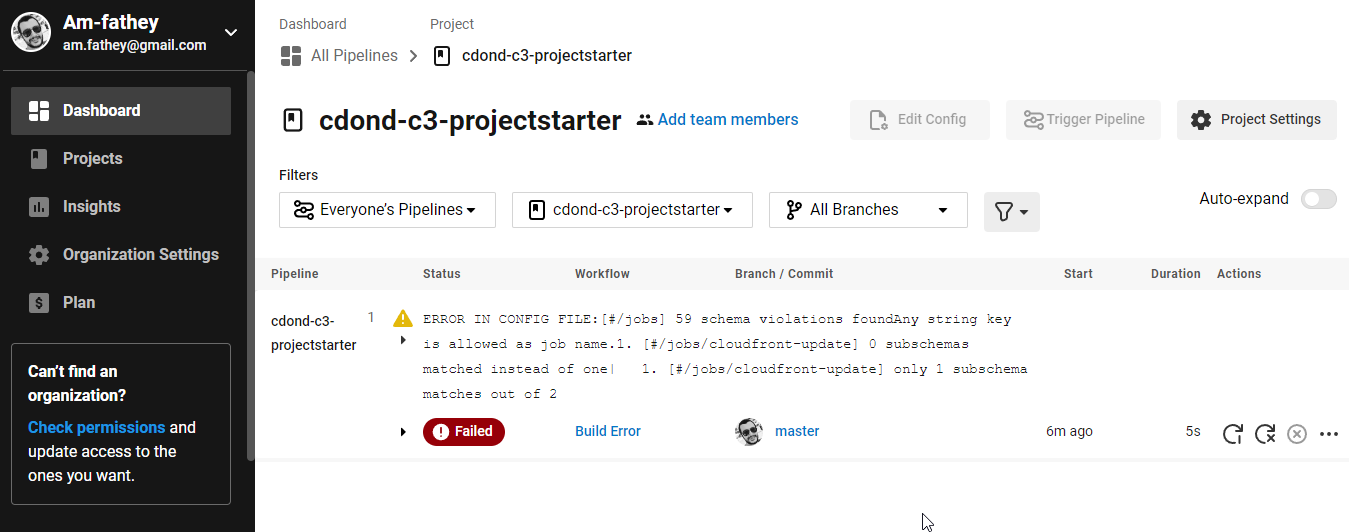 Am-fathey
am.fathey@gmail.com
Dashboard
Projects
Insights
Organization Settings
Plan
Can't find an
organization?
Check permissions and
update access to the
ones you want.
Dashboard
Project
All Pipelines
cdond-c3-projectstarter
cdond-c3-projectstarter
Add team members
Edit Config
Trigger Pipeline
Project Settings
Filters
Everyone's Pipelines
cdond-c3-projectstarter
All Branches
Auto-expand
Pipeline Status Workflow Branch / Commit Start Duration Actions
cdond-c3-
projectstarter
1
ERROR IN CONFIG FILE:[#/jobs] 59 schema violations foundAny string key
is allowed as job name.1. [#/jobs/cloudfront-update] 0 subschemas
matched instead of one|   1. [#/jobs/cloudfront-update] only 1 subschema
matches out of 2
Failed
Build Error
master
6m ago
5s